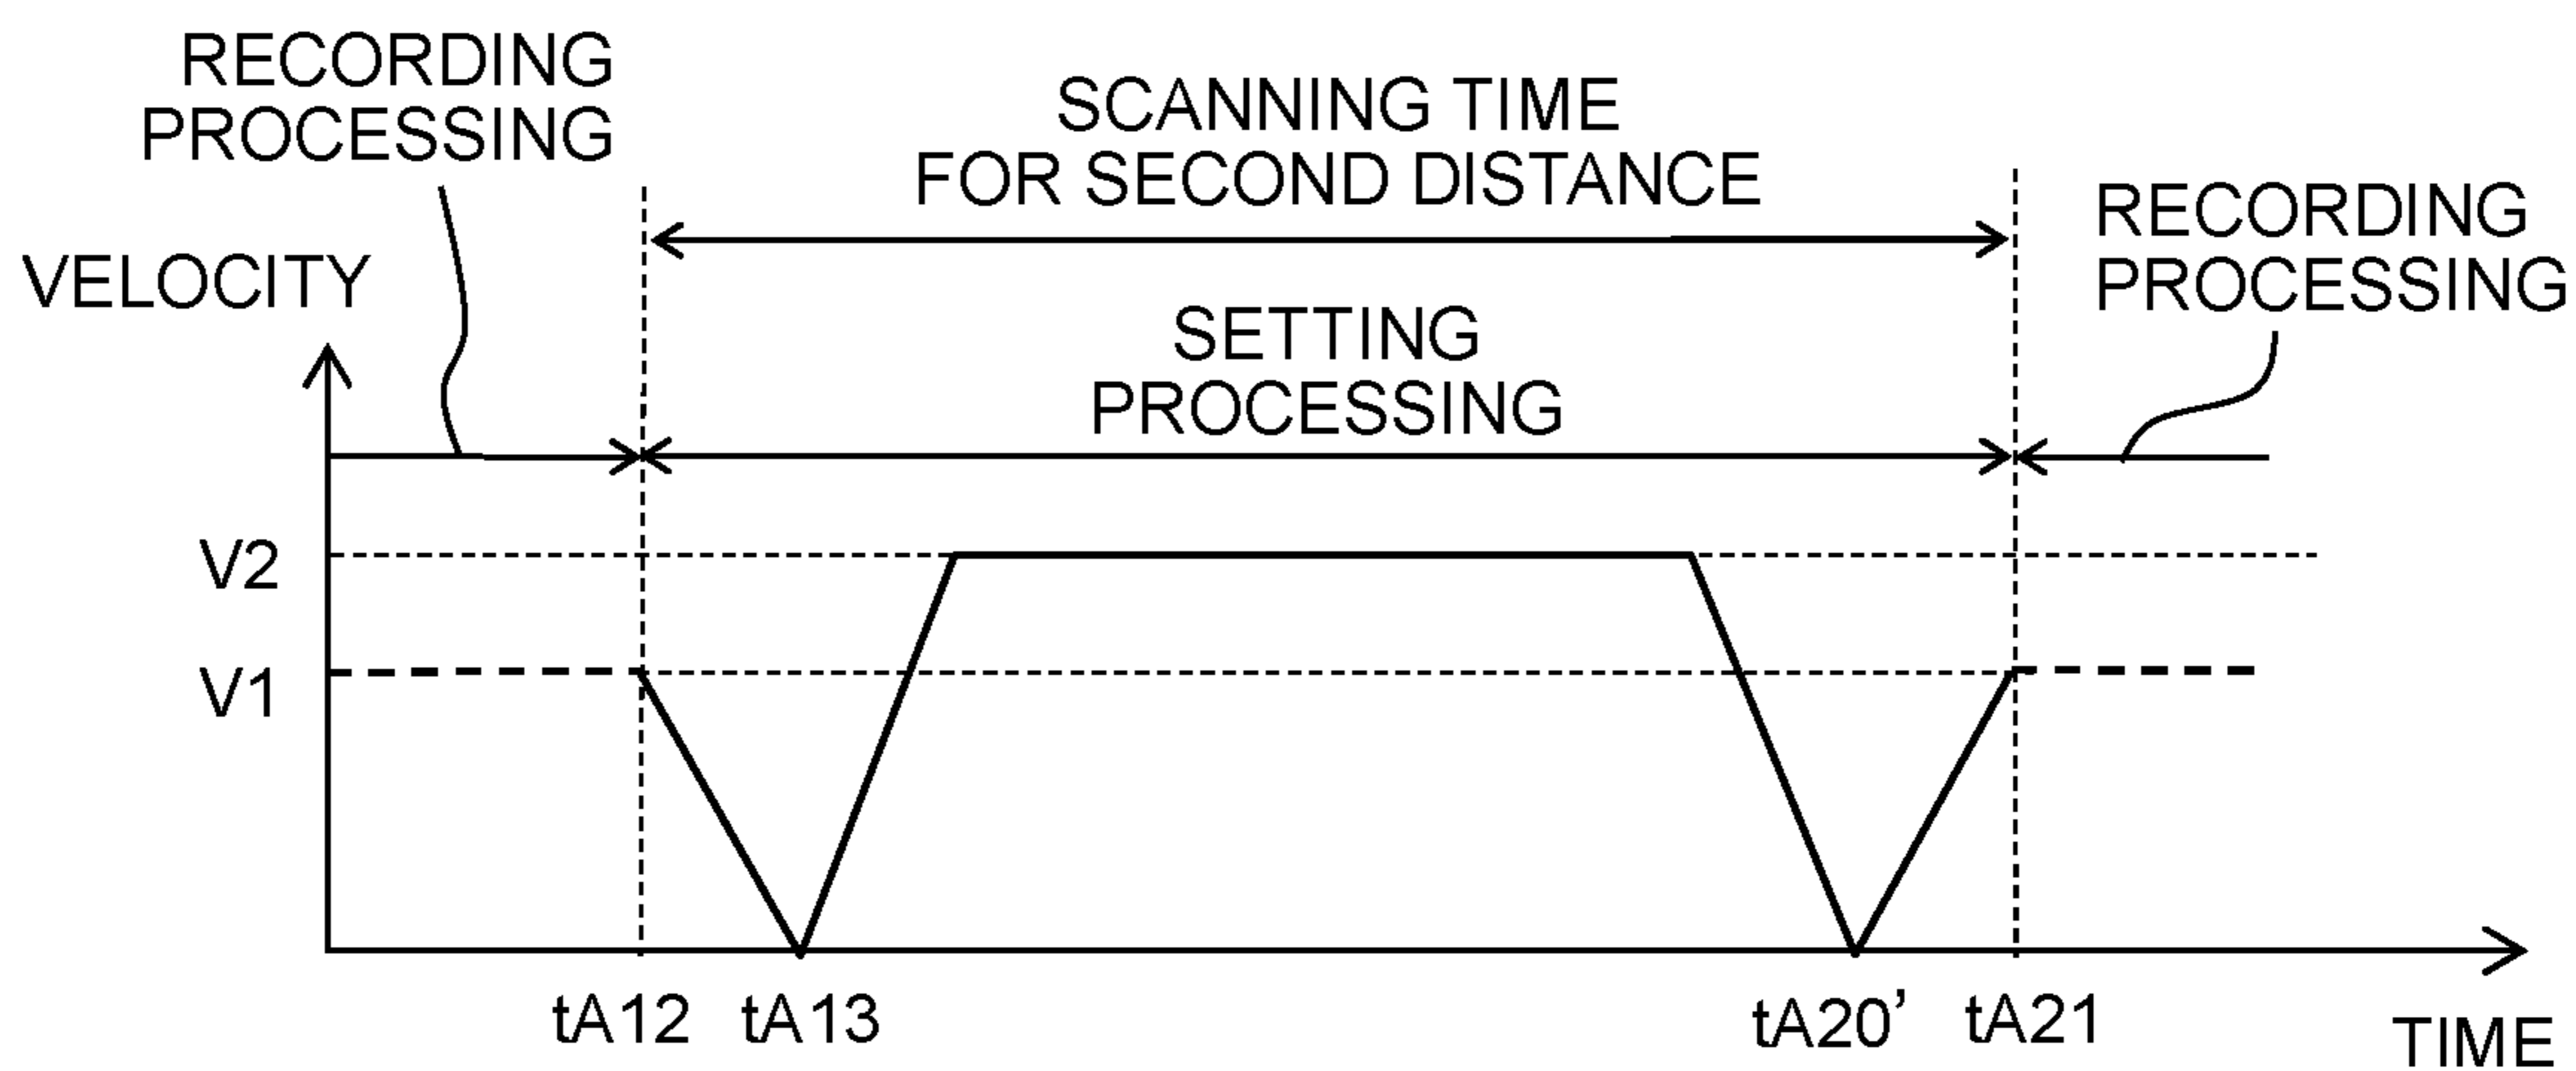 RECORDING
PROCESSING
SCANNING TIME
FOR SECOND DISTANCE
RECORDING
PROCESSING
VELOCITY
SETTING
PROCESSING
V2
V1
tA12
tA13
tA20’
tA21
TIME